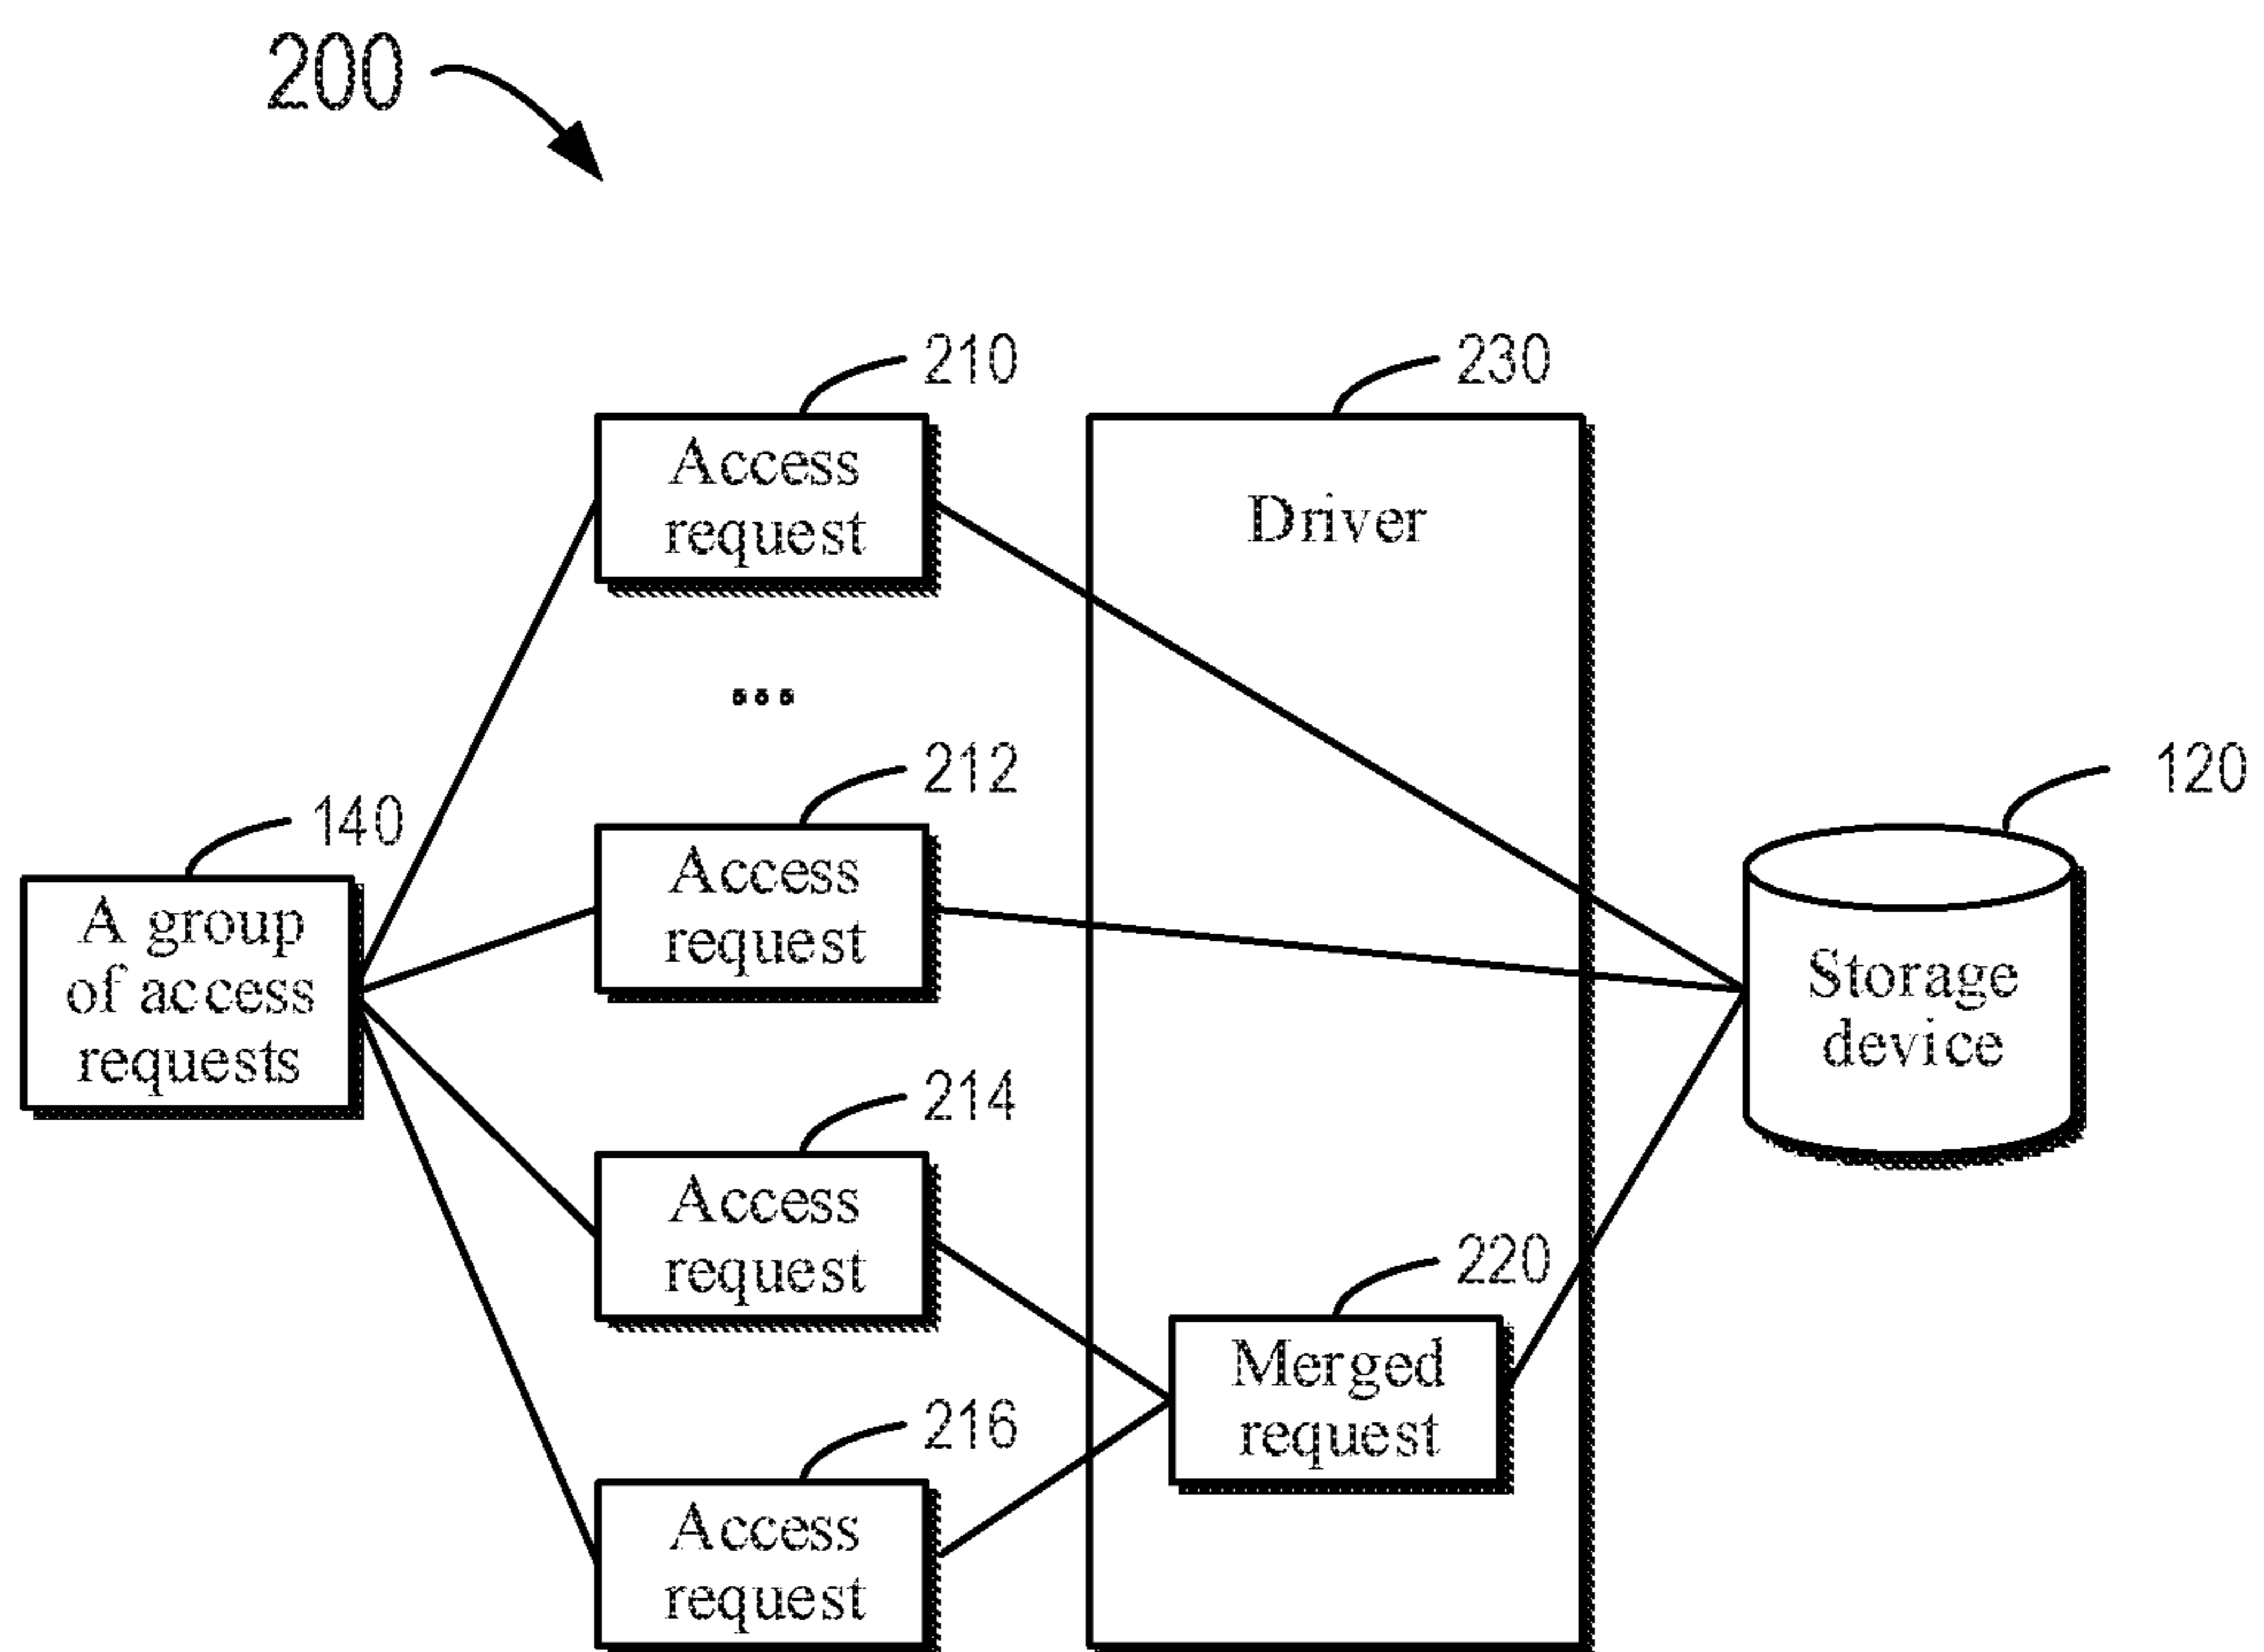 200
210
230
Access
request
Driver
...
212
120
140
Access
request
A group
of access
requests
Storage
device
214
Access
request
220
Merged
request
216
Access
request